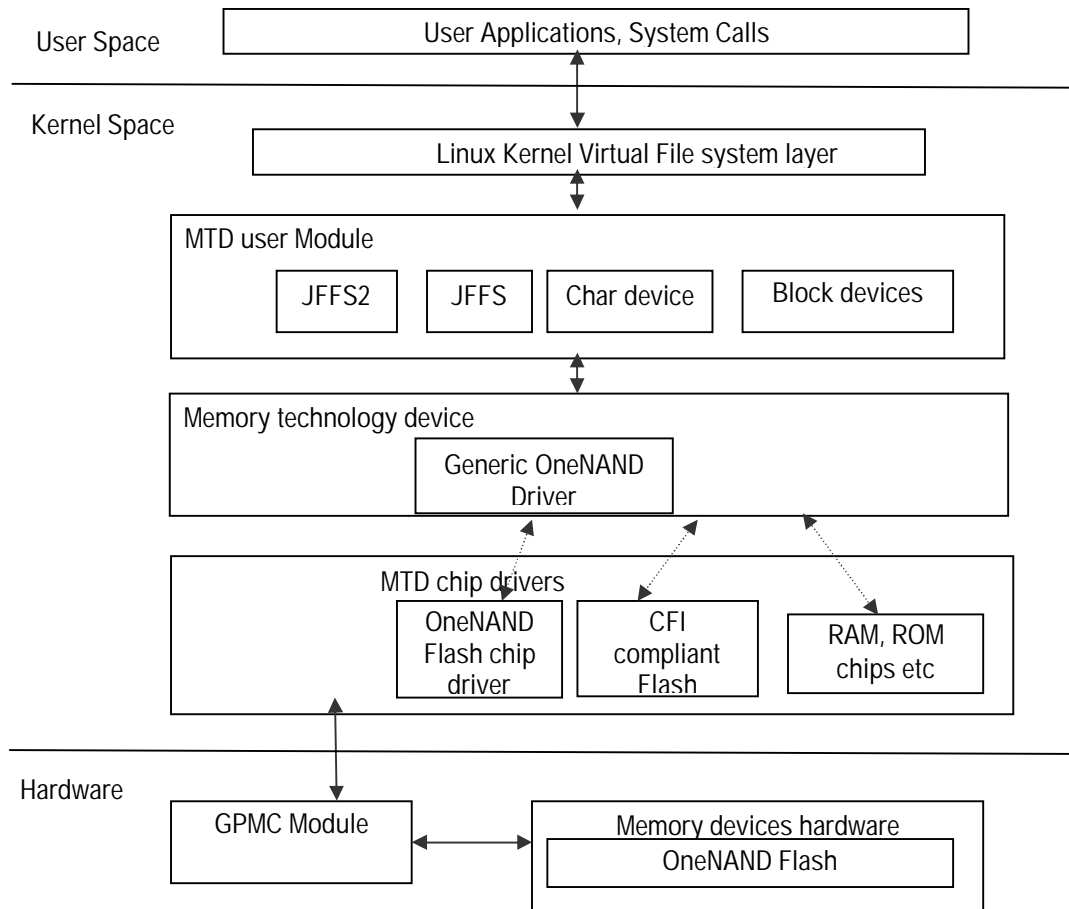 User Space
User Applications, System Calls
Kernel Space
Linux Kernel Virtual File system layer
MTD user Module
JFFS2
JFFS
Char device
Block devices
Memory technology device
Generic OneNAND
Driver
MTD chip drivers
OneNAND
Flash chip
driver
CFI
compliant
Flash
RAM, ROM
chips etc
Hardware
GPMC Module
Memory devices hardware
OneNAND Flash